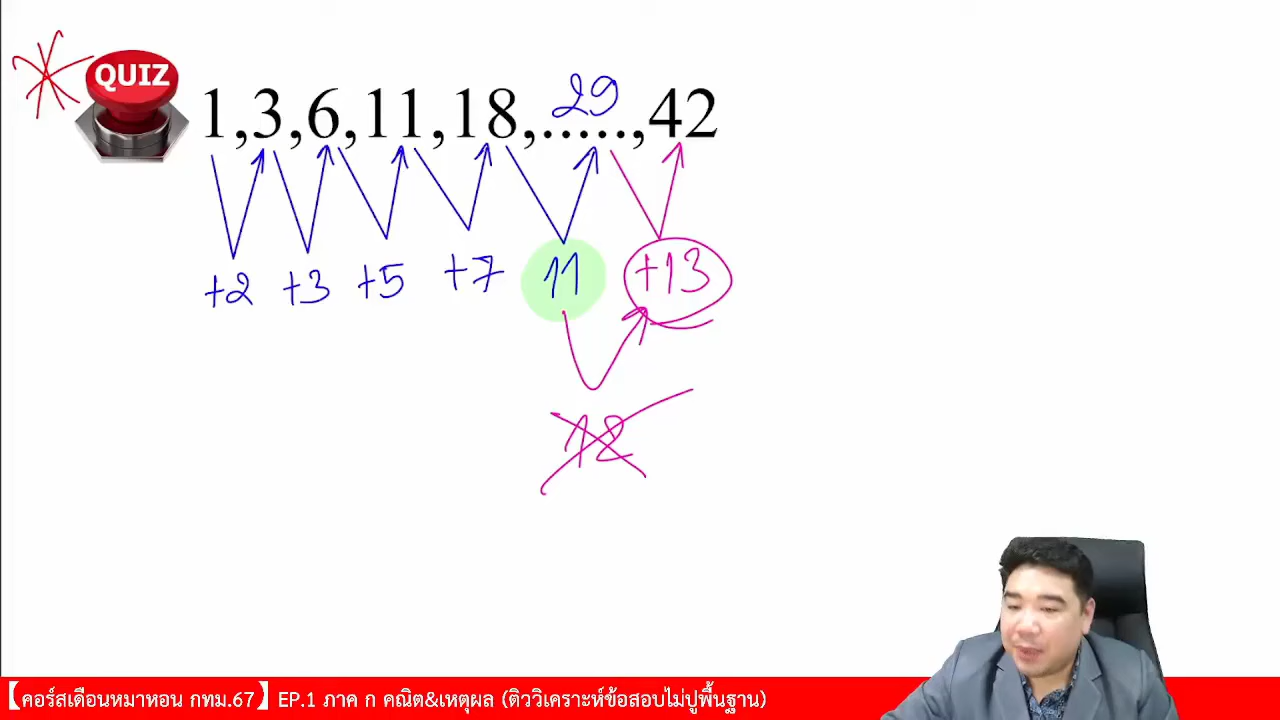 QUIZ
1,3,6,11,18,.....,42
29
+2 +3 +5 +7 11 +13
12
【คอร์สเดือนหมาหอน กทม.67】 EP.1 ภาค ก คณิต&เหตุผล (ติววิเคราะห์ข้อสอบไม่ปูพื้นฐาน)